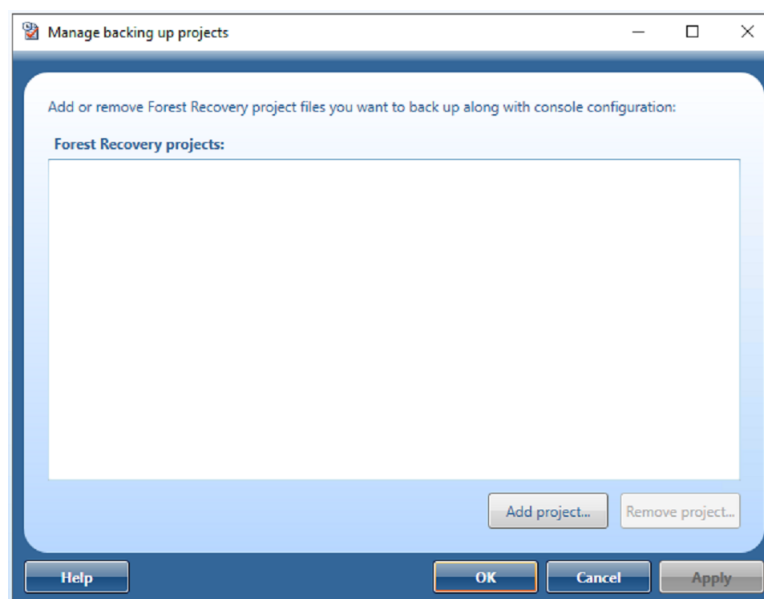 Manage backing up projects
Add or remove Forest Recovery project files you want to back up along with console configuration:
Forest Recovery projects:
Add project...
Remove project...
Help
OK
Cancel
Apply